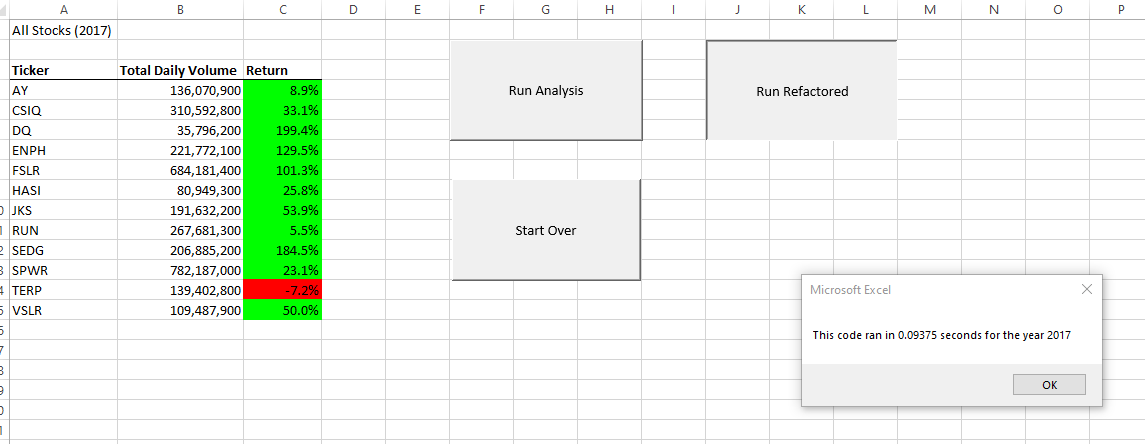 A B C D E F G H I J K L M N O P
All Stocks (2017)
Run Analysis
Run Refactored
Ticker Total Daily Volume Return
AY 136,070,900 8.9%
CSIQ 310,592,800 33.1%
DQ 35,796,200 199.4%
ENPH 221,772,100 129.5%
FSLR 684,181,400 101.3%
HASI 80,949,300 25.8%
JKS 191,632,200 53.9%
RUN 267,681,300 5.5%
SEDG 206,885,200 184.5%
SPWR 782,187,000 23.1%
TERP 139,402,800 -7.2%
VSLR 109,487,900 50.0%
Start Over
Microsoft Excel
This code ran in 0.09375 seconds for the year 2017
OK